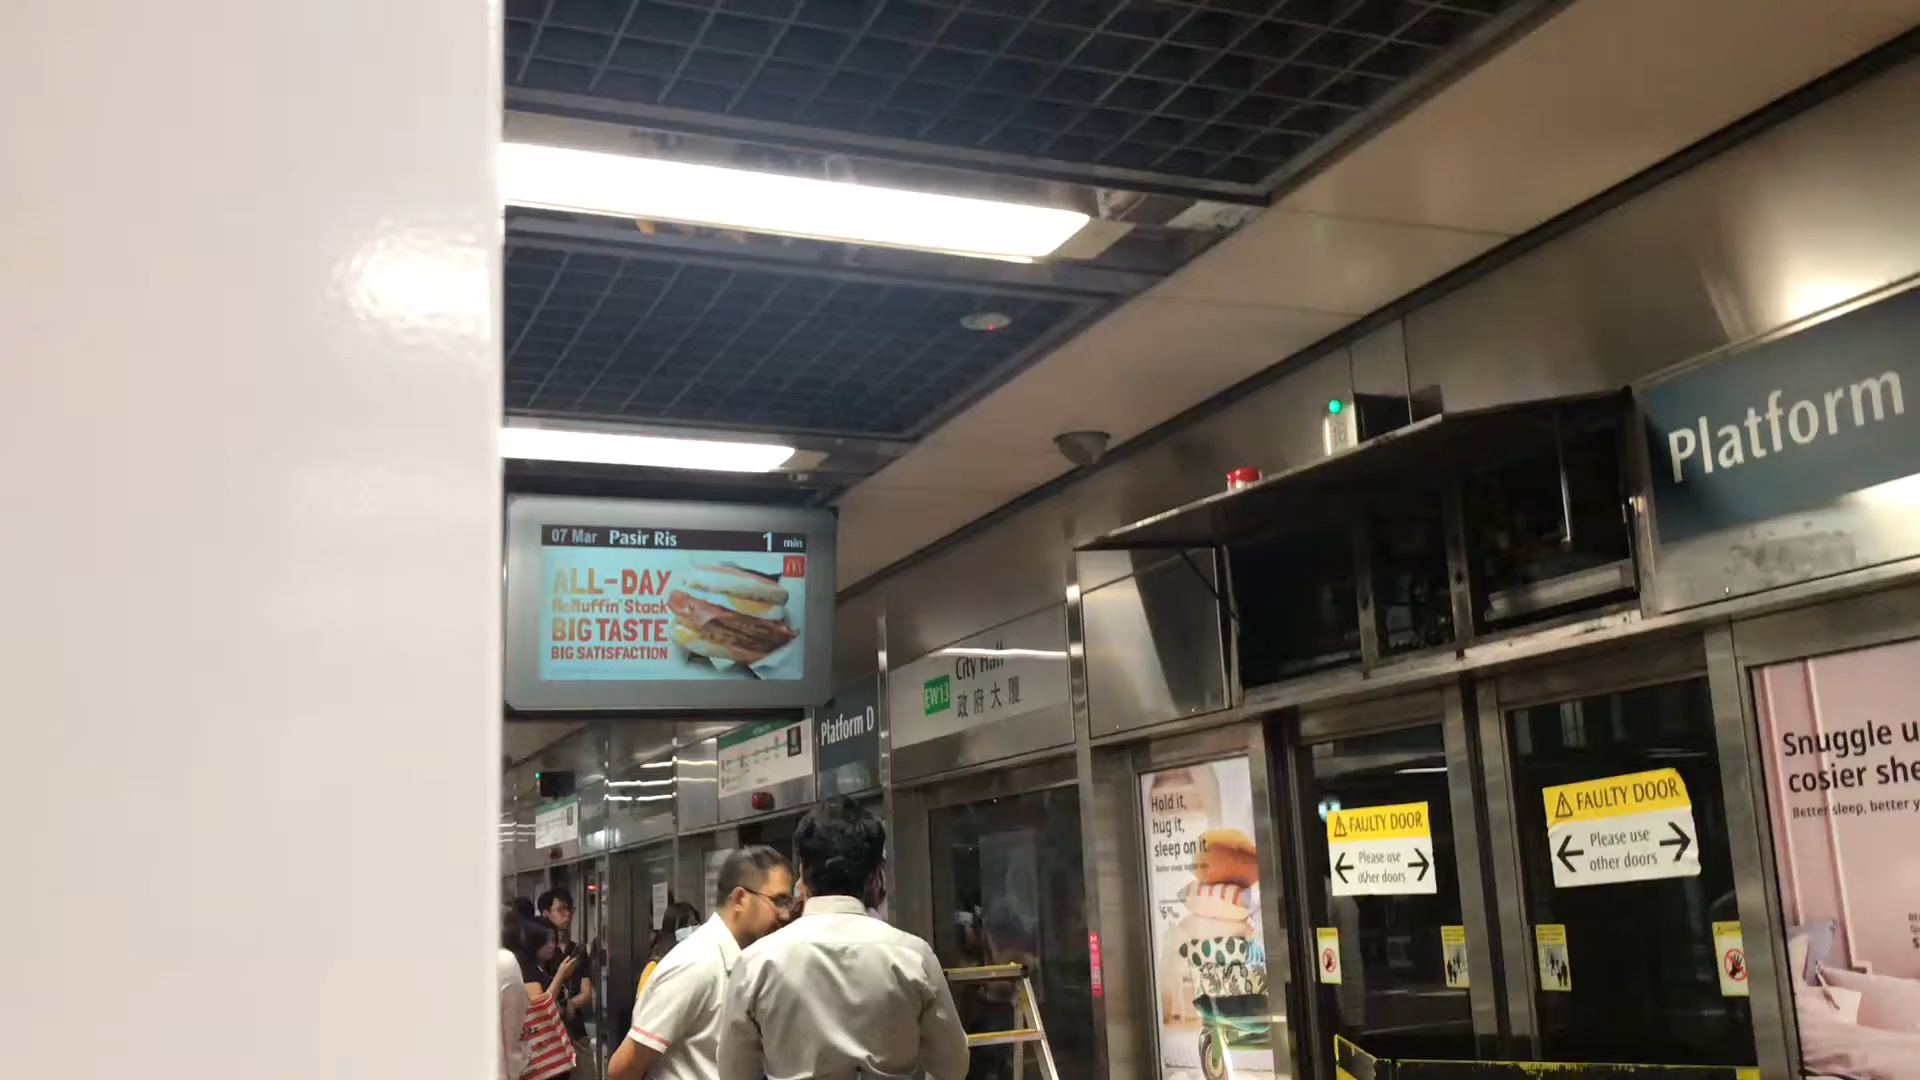 07 Mar Pasir Ris 1 min
ALL-DAY
McMuffin Stack
BIG TASTE
BIG SATISFACTION
Platform D
EW13
City Hall
政府大厦
Platform
Hold it,
hug it,
sleep on it
FAULTY DOOR
Please use
other doors
FAULTY DOOR
Please use
other doors
Snuggle u
cosier she
Better sleep, better y